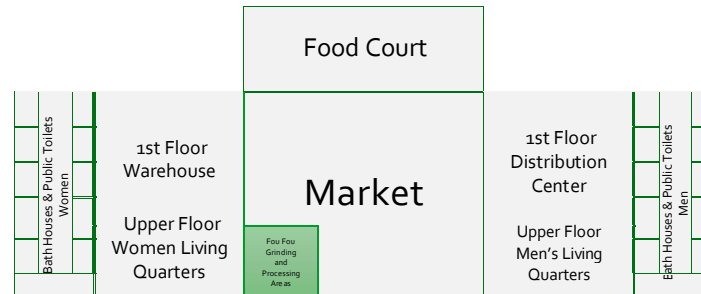 Food Court
Bath Houses & Public Toilets
Women
1st Floor
Warehouse
Upper Floor
Women Living
Quarters
Market
Fou Fou
Grinding
and
Processing
Areas
1st Floor
Distribution
Center
Upper Floor
Men's Living
Quarters
Bath Houses & Public Toilets
Men